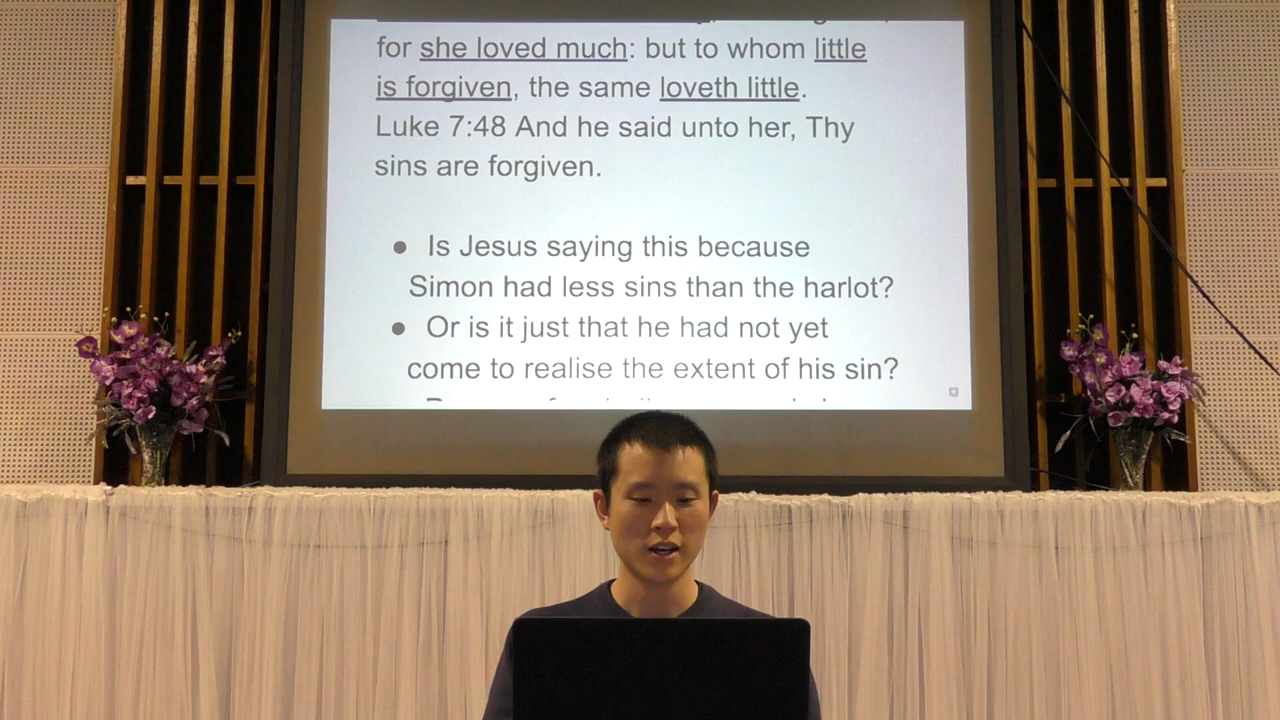 for she loved much: but to whom little
is forgiven, the same loveth little.
Luke 7:48 And he said unto her, Thy
sins are forgiven.
● Is Jesus saying this because
Simon had less sins than the harlot?
● Or is it just that he had not yet
come to realise the extent of his sin?